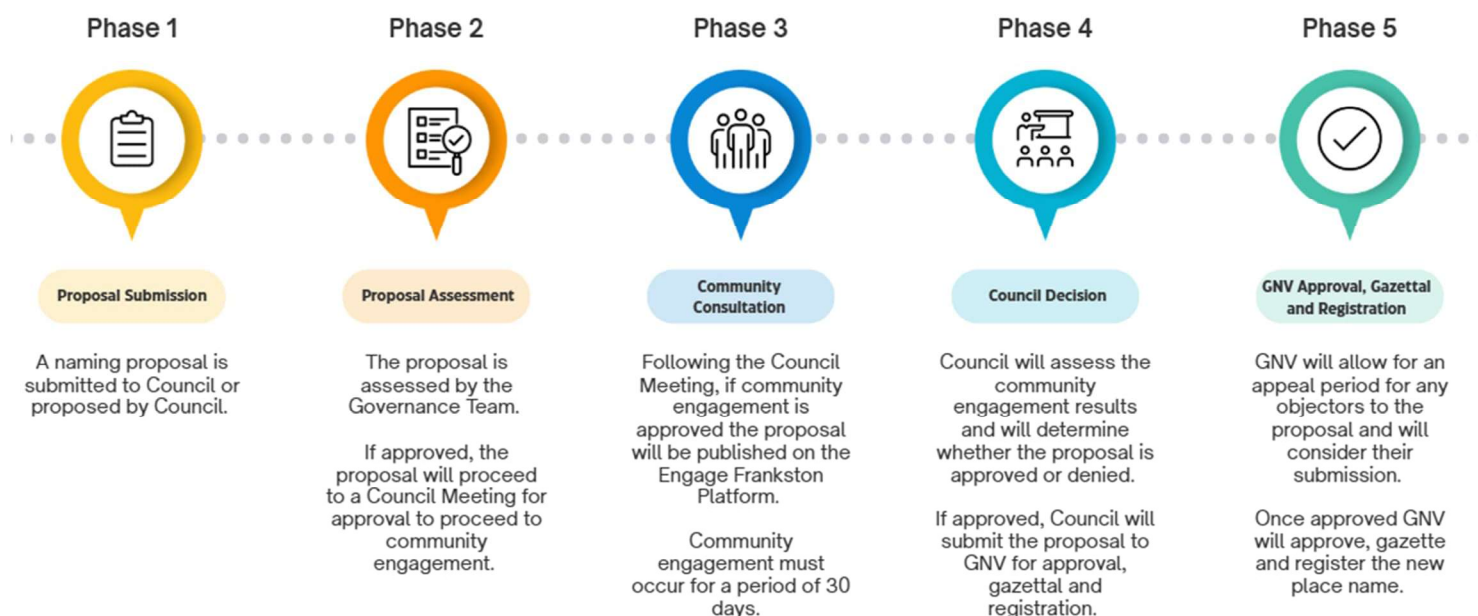 Phase 1
Phase 2
Phase 3
Phase 4
Phase 5
Proposal Submission
A naming proposal is
submitted to Council or
proposed by Council.
Proposal Assessment
The proposal is
assessed by the
Governance Team.
If approved, the
proposal will proceed
to a Council Meeting for
approval to proceed to
community
engagement.
Community
Consultation
Following the Council
Meeting, if community
engagement is
approved the proposal
will be published on the
Engage Frankston
Platform.
Community
engagement must
occur for a period of 30
days.
Council Decision
Council will assess the
community
engagement results
and will determine
whether the proposal is
approved or denied.
If approved, Council will
submit the proposal to
GNV for approval,
gazettal and
registration.
GNV Approval, Gazettal
and Registration
GNV will allow for an
appeal period for any
objectors to the
proposal and will
consider their
submission.
Once approved GNV
will approve, gazette
and register the new
place name.